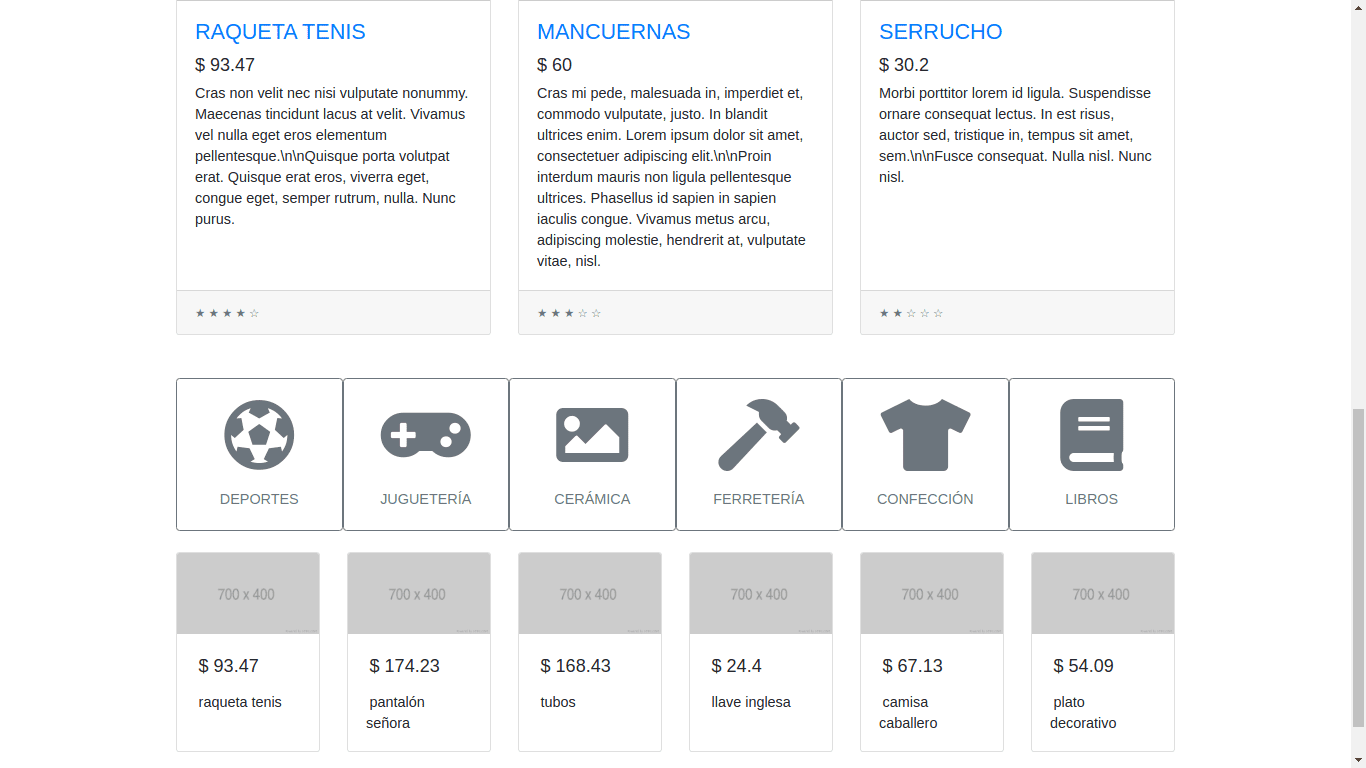 RAQUETA TENIS
$ 93.47
Cras non velit nec nisi vulputate nonummy.
Maecenas tincidunt lacus at velit. Vivamus
vel nulla eget eros elementum
pellentesque.\n\nQuisque porta volutpat
erat. Quisque erat eros, viverra eget,
congue eget, semper rutrum, nulla. Nunc
purus.
★ ★ ★ ★ ☆
MANCUERNAS
$ 60
Cras mi pede, malesuada in, imperdiet et,
commodo vulputate, justo. In blandit
ultrices enim. Lorem ipsum dolor sit amet,
consectetuer adipiscing elit.\n\nProin
interdum mauris non ligula pellentesque
ultrices. Phasellus id sapien in sapien
iaculis congue. Vivamus metus arcu,
adipiscing molestie, hendrerit at, vulputate
vitae, nisl.
★ ★ ★ ☆ ☆
SERRUCHO
$ 30.2
Morbi porttitor lorem id ligula. Suspendisse
ornare consequat lectus. In est risus,
auctor sed, tristique in, tempus sit amet,
sem.\n\nFusce consequat. Nulla nisl. Nunc
nisl.
★ ★ ☆ ☆ ☆
DEPORTES
JUGUETERÍA
CERÁMICA
FERRETERÍA
CONFECCIÓN
LIBROS
700 x 400
$ 93.47
raqueta tenis
700 x 400
$ 174.23
pantalón
señora
700 x 400
$ 168.43
tubos
700 x 400
$ 24.4
llave inglesa
700 x 400
$ 67.13
camisa
caballero
700 x 400
$ 54.09
plato
decorativo